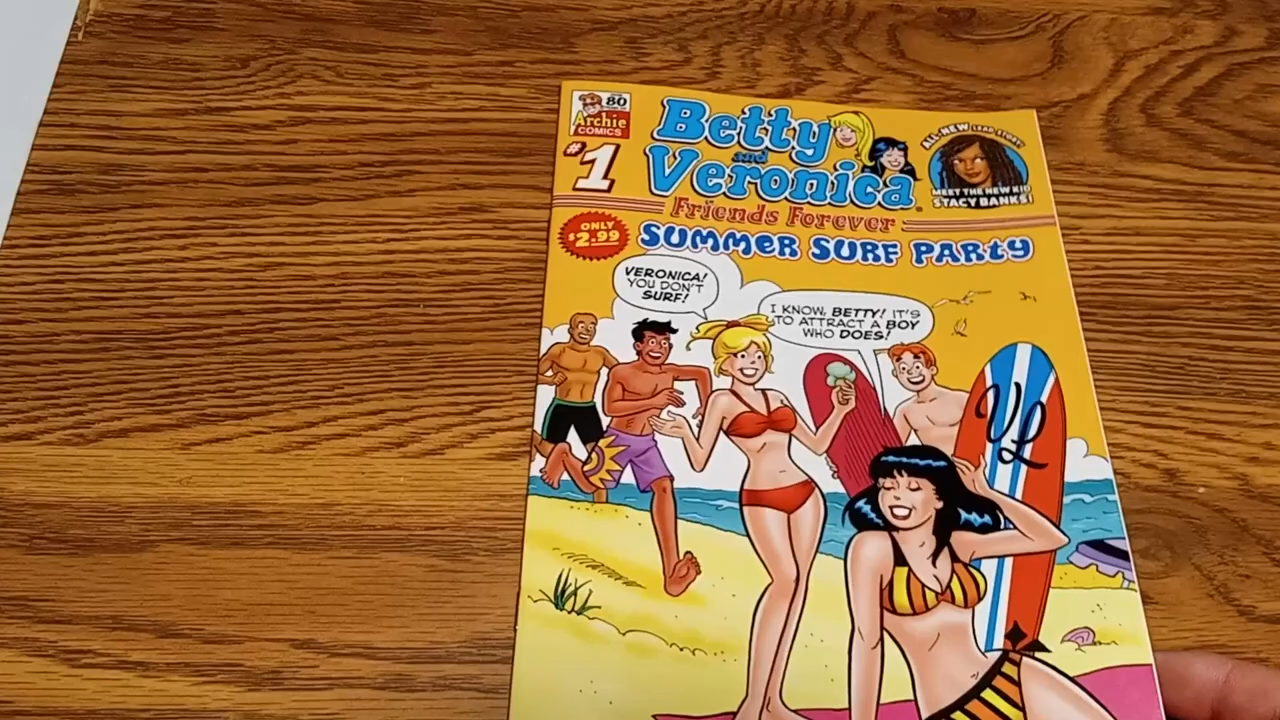 80
Archie
COMICS
#1
Betty
and
Veronica
Friends Forever
ALL-NEW LEAD STORY!
MEET THE NEW KID
STACY BANKS!
ONLY
$2.99
SUMMER SURF PARTY
VERONICA!
YOU DON'T
SURF!
I KNOW, BETTY! IT'S
TO ATTRACT A BOY
WHO DOES!
VL